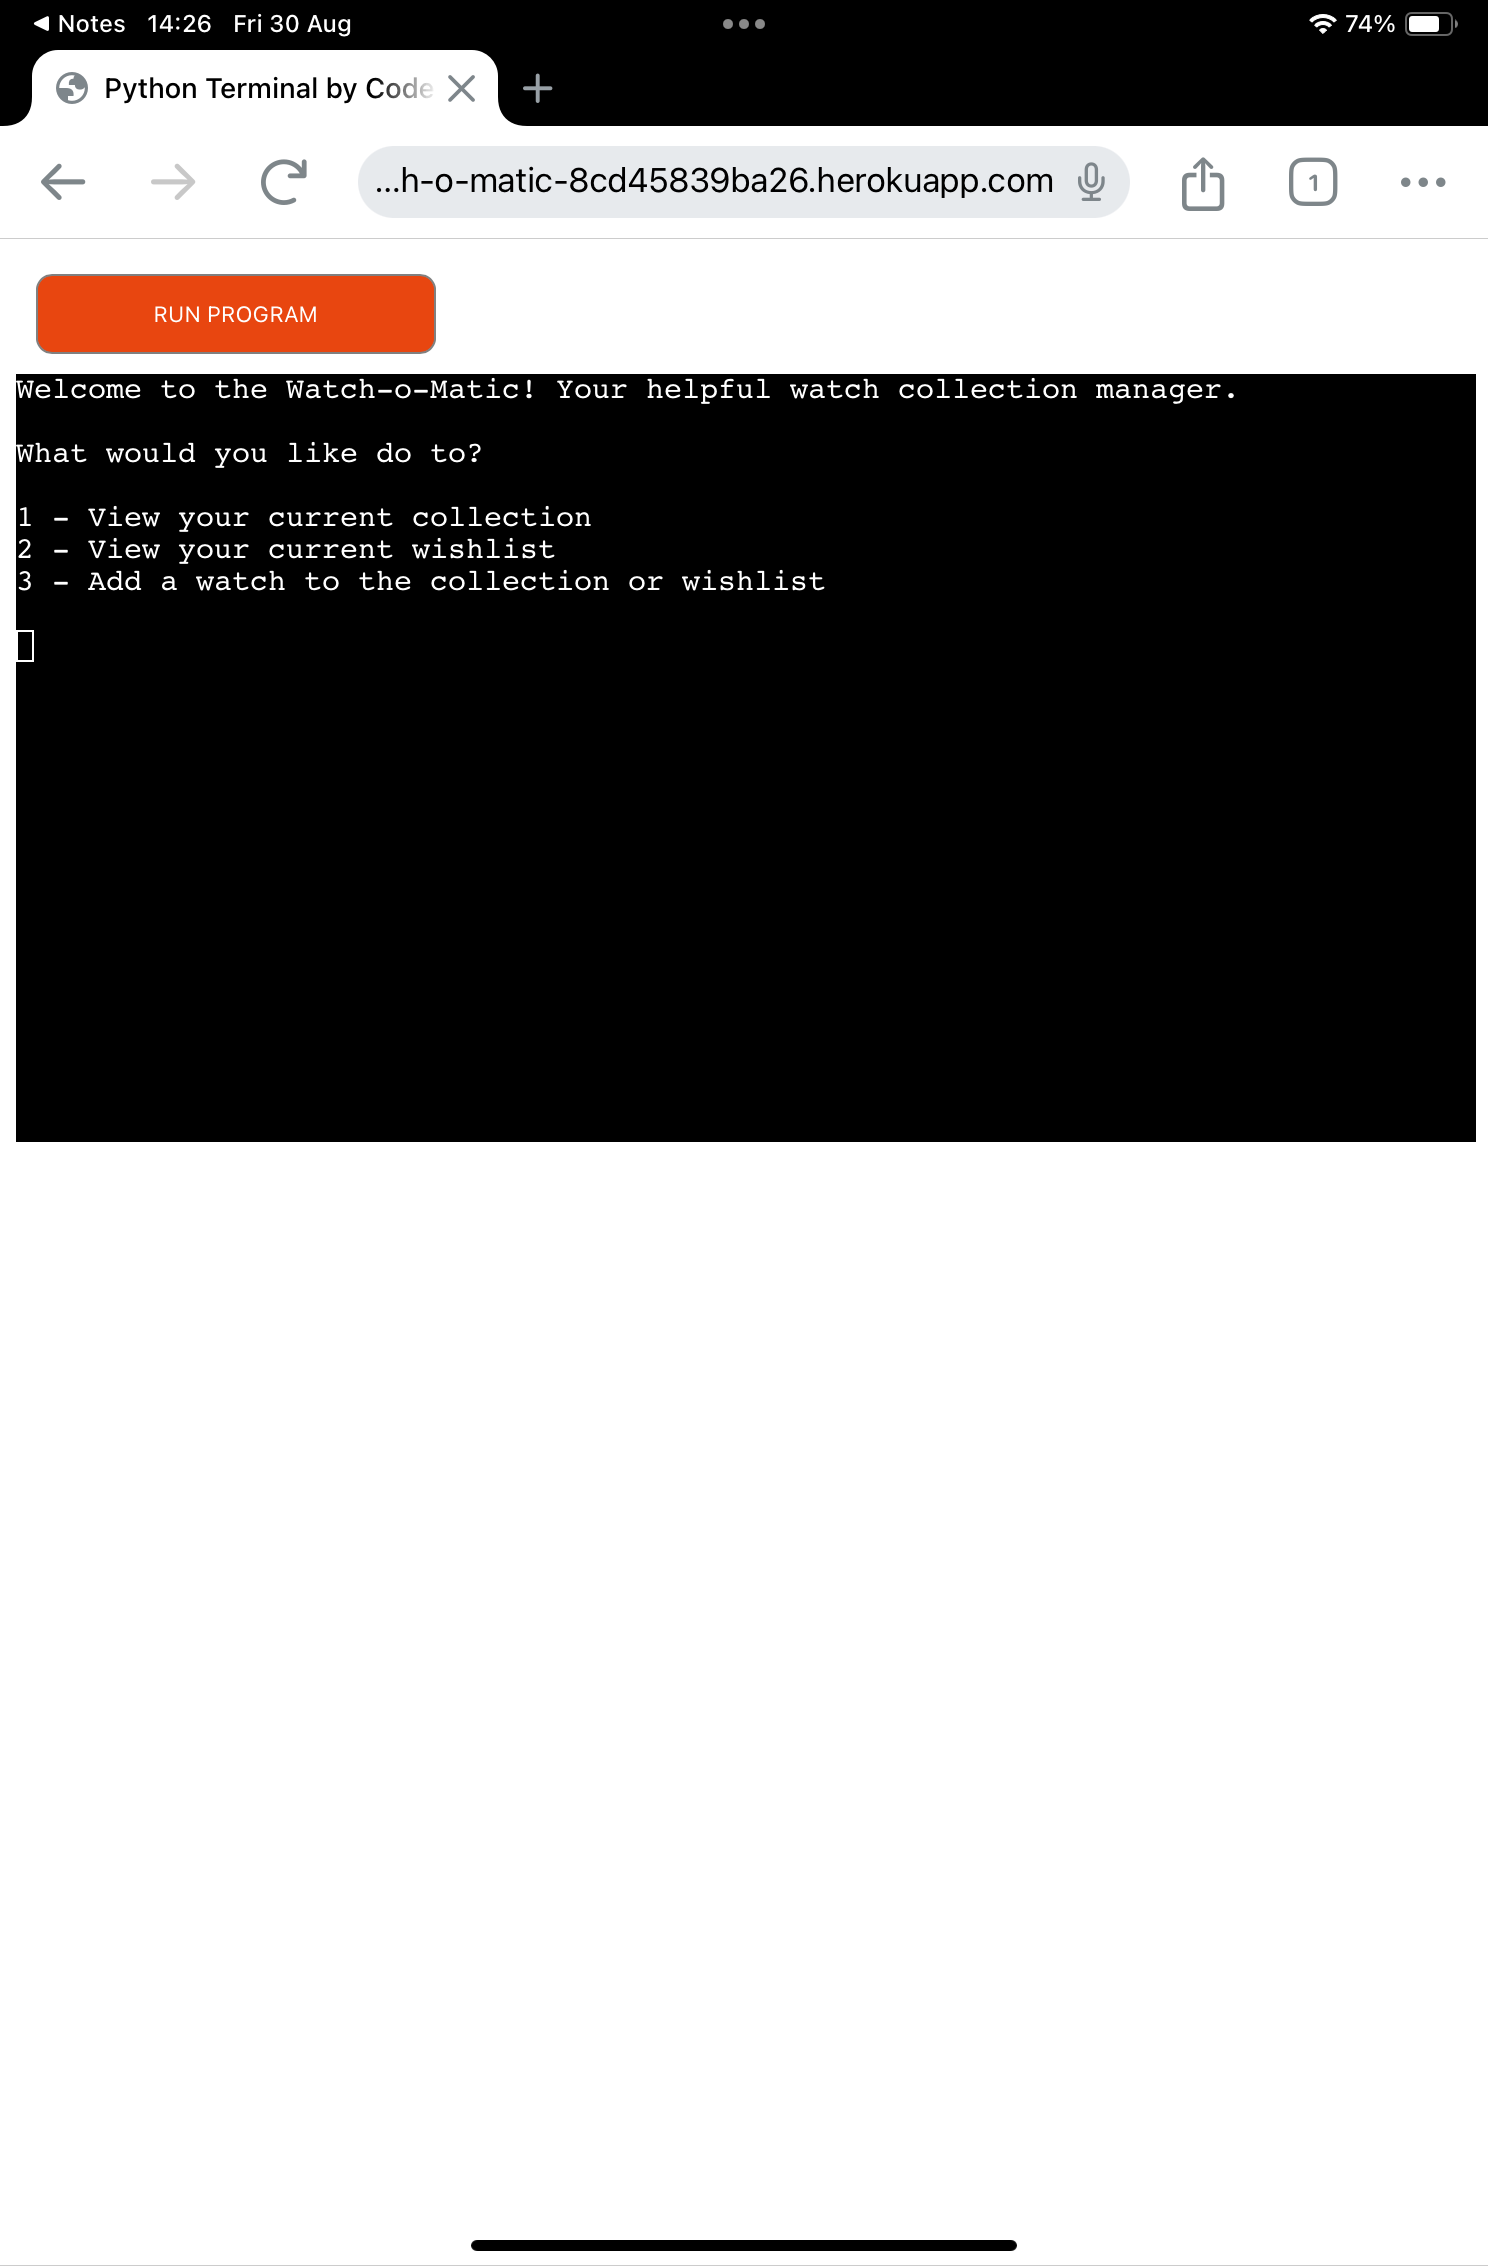 Notes 14:26 Fri 30 Aug 74%
Python Terminal by Code
...h-o-matic-8cd45839ba26.herokuapp.com 1
RUN PROGRAM
Welcome to the Watch-o-Matic! Your helpful watch collection manager.
What would you like do to?
1 - View your current collection
2 - View your current wishlist
3 - Add a watch to the collection or wishlist